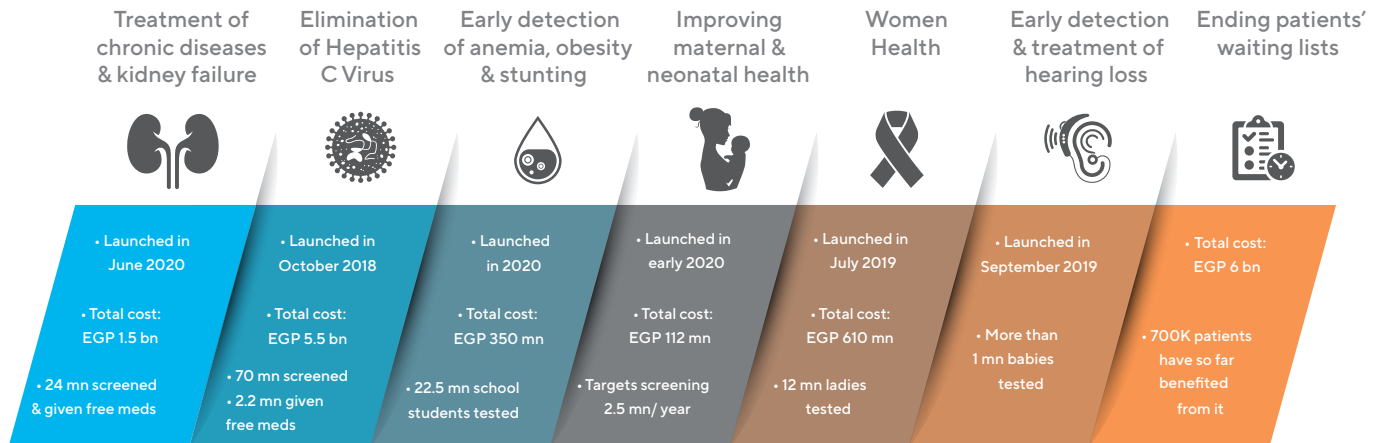 Treatment of
chronic diseases
& kidney failure
Elimination
of Hepatitis
C Virus
Early detection
of anemia, obesity
& stunting
Improving
maternal &
neonatal health
Women
Health
Early detection
& treatment of
hearing loss
Ending patients'
waiting lists
• Launched in
June 2020
• Total cost:
EGP 1.5 bn
• 24 mn screened
& given free meds
• Launched in
October 2018
• Total cost:
EGP 5.5 bn
• 70 mn screened
• 2.2 mn given
free meds
• Launched
in 2020
• Total cost:
EGP 350 mn
• 22.5 mn school
students tested
• Launched in
early 2020
• Total cost:
EGP 112 mn
• Targets screening
2.5 mn/ year
• Launched in
July 2019
• Total cost:
EGP 610 mn
• 12 mn ladies
tested
• Launched in
September 2019
• More than
1 mn babies
tested
• Total cost:
EGP 6 bn
• 700K patients
have so far
benefited
from it